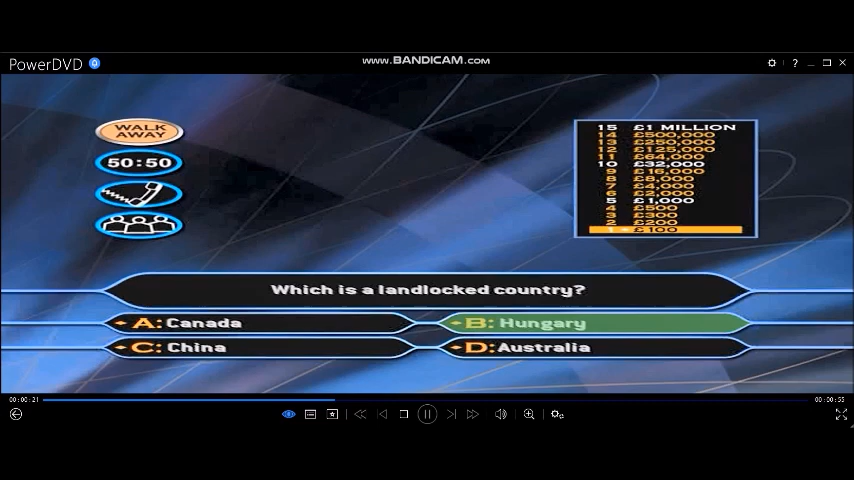 www.BANDICAM.com
PowerDVD
WALK AWAY
50:50
15 £1 MILLION
14 £500,000
13 £250,000
12 £125,000
11 £64,000
10 £32,000
9 £16,000
8 £8,000
7 £4,000
6 £2,000
5 £1,000
4 £500
3 £300
2 £200
1 £100
Which is a landlocked country?
A: Canada
B: Hungary
C: China
D: Australia
00:00:21
00:00:55